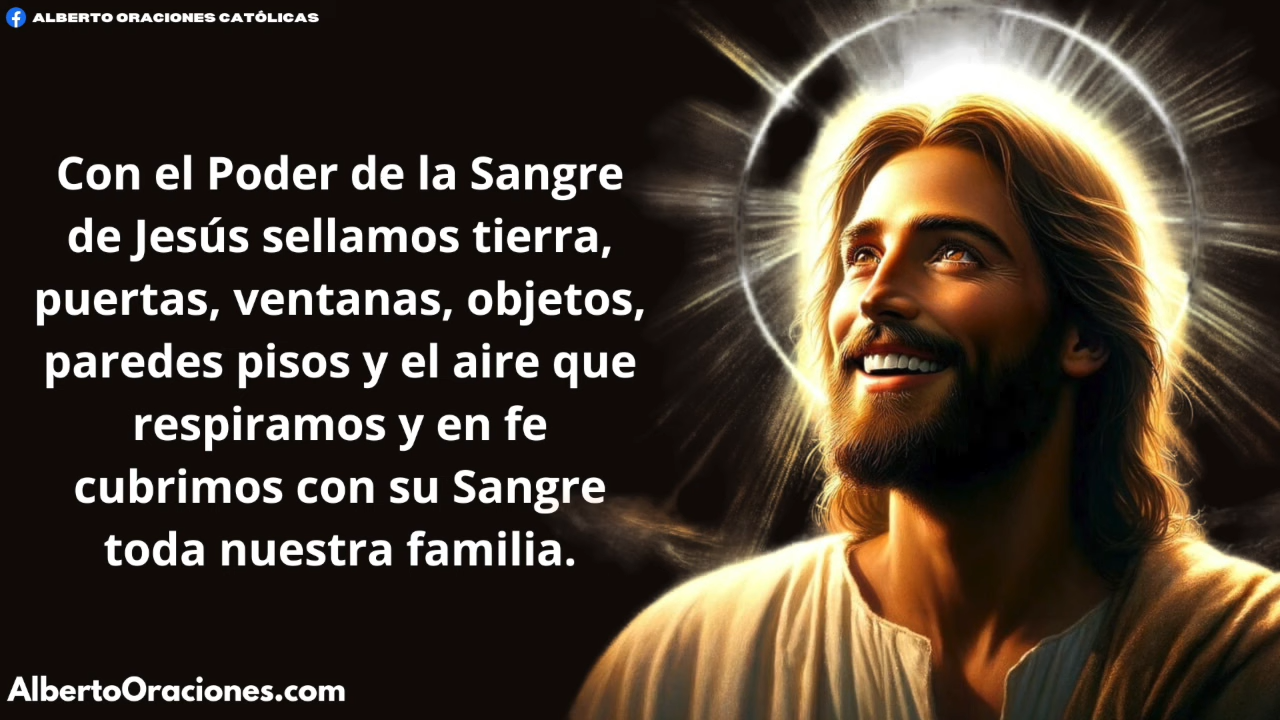 ALBERTO ORACIONES CATÓLICAS
Con el Poder de la Sangre
de Jesús sellamos tierra,
puertas, ventanas, objetos,
paredes pisos y el aire que
respiramos y en fe
cubrimos con su Sangre
toda nuestra familia.
AlbertoOraciones.com